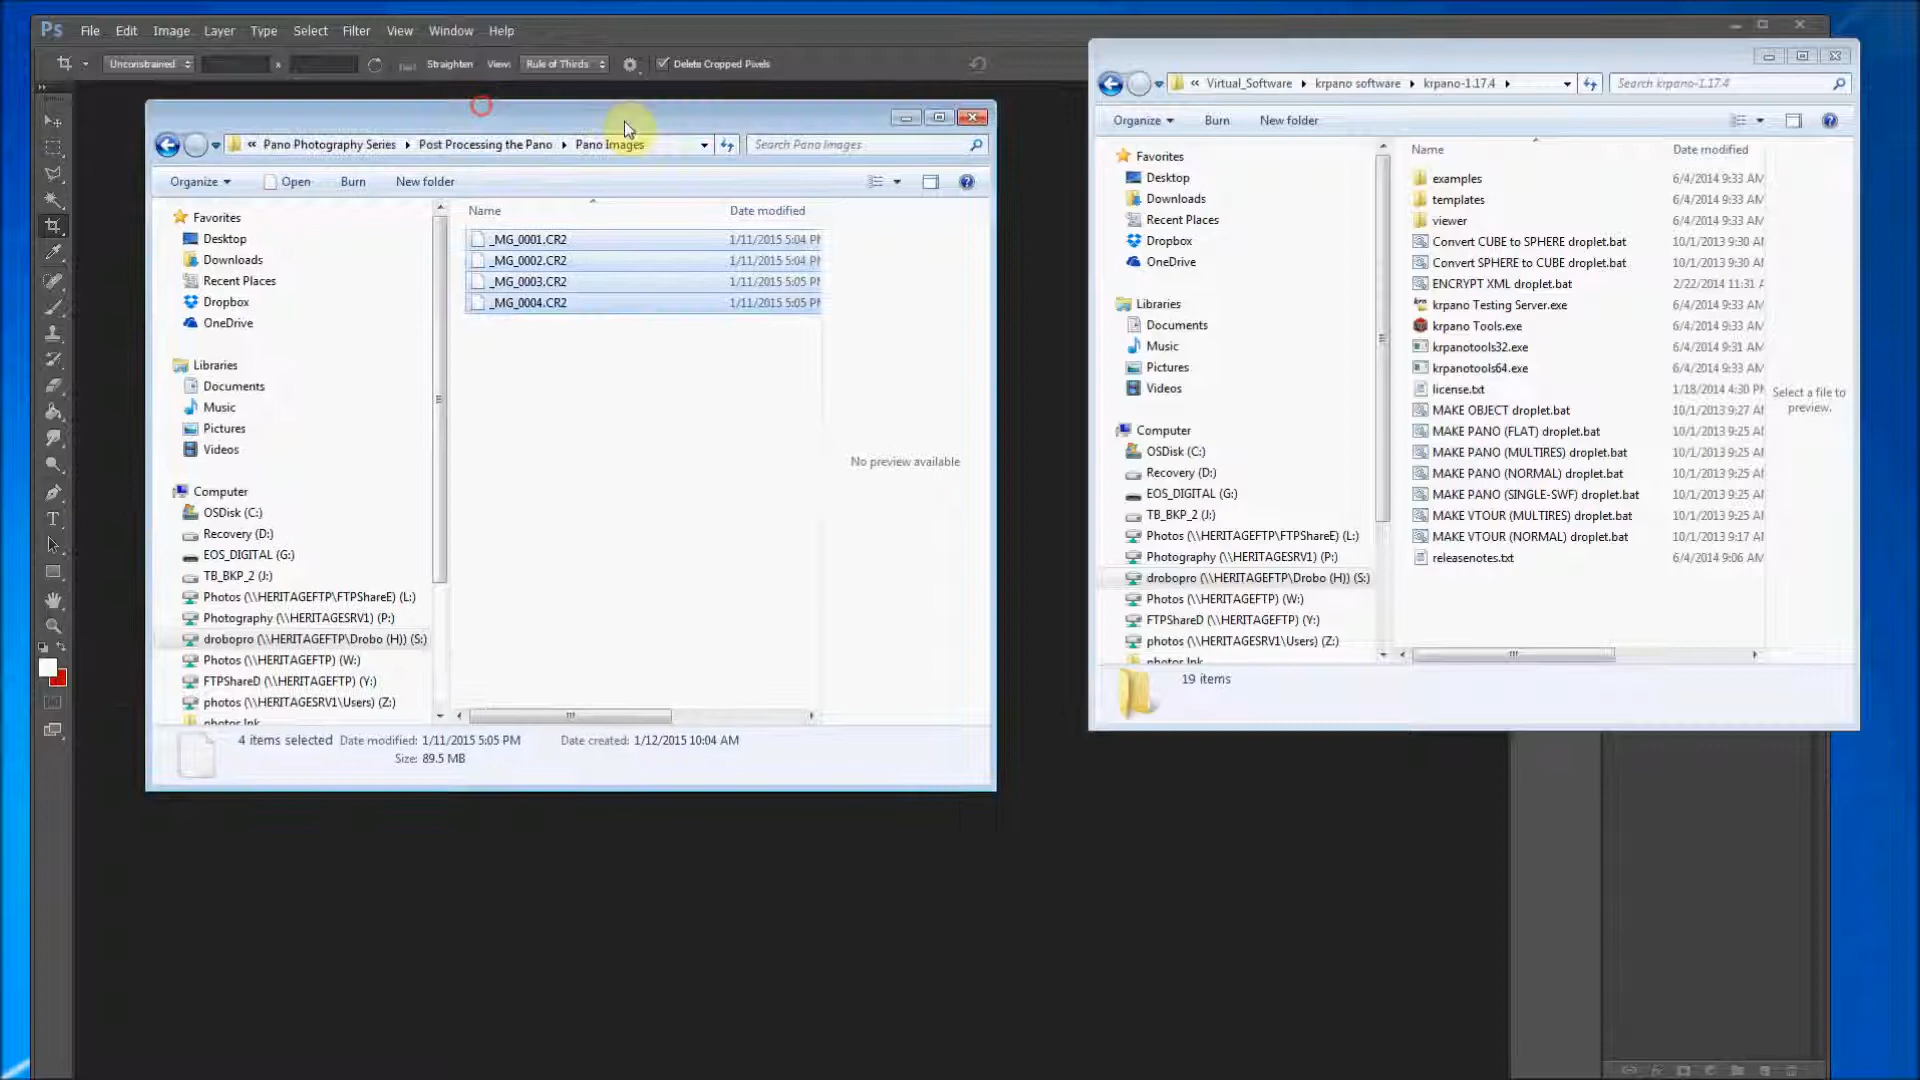 Ps File Edit Image Layer Type Select Filter View Window Help
Unconstrained x Straighten View: Rule of Thirds Delete Cropped Pixels
« Pano Photography Series Post Processing the Pano Pano Images Search Pano Images
Organize Open Burn New folder
Favorites
Desktop
Downloads
Recent Places
Dropbox
OneDrive
Libraries
Documents
Music
Pictures
Videos
Computer
OSDisk (C:)
Recovery (D:)
EOS_DIGITAL (G:)
TB_BKP_2 (J:)
Photos (\\HERITAGEFTP\FTPShareE) (L:)
Photography (\\HERITAGESRV1) (P:)
drobopro (\\HERITAGEFTP\Drobo (H)) (S:)
Photos (\\HERITAGEFTP) (W:)
FTPShareD (\\HERITAGEFTP) (Y:)
photos (\\HERITAGESRV1\Users) (Z:)
photos Ink
Name Date modified
_MG_0001.CR2 1/11/2015 5:04 PM
_MG_0002.CR2 1/11/2015 5:04 PM
_MG_0003.CR2 1/11/2015 5:05 PM
_MG_0004.CR2 1/11/2015 5:05 PM
No preview available
4 items selected Date modified: 1/11/2015 5:05 PM Date created: 1/12/2015 10:04 AM
Size: 89.5 MB
« Virtual_Software krpano software krpano-1.17.4 Search krpano-1.17.4
Organize Burn New folder
Favorites
Desktop
Downloads
Recent Places
Dropbox
OneDrive
Libraries
Documents
Music
Pictures
Videos
Computer
OSDisk (C:)
Recovery (D:)
EOS_DIGITAL (G:)
TB_BKP_2 (J:)
Photos (\\HERITAGEFTP\FTPShareE) (L:)
Photography (\\HERITAGESRV1) (P:)
drobopro (\\HERITAGEFTP\Drobo (H)) (S:)
Photos (\\HERITAGEFTP) (W:)
FTPShareD (\\HERITAGEFTP) (Y:)
photos (\\HERITAGESRV1\Users) (Z:)
photos Ink
Name Date modified
examples 6/4/2014 9:33 AM
templates 6/4/2014 9:33 AM
viewer 6/4/2014 9:33 AM
Convert CUBE to SPHERE droplet.bat 10/1/2013 9:30 AM
Convert SPHERE to CUBE droplet.bat 10/1/2013 9:30 AM
ENCRYPT XML droplet.bat 2/22/2014 11:31 A
krpano Testing Server.exe 6/4/2014 9:33 AM
krpano Tools.exe 6/4/2014 9:33 AM
krpanotools32.exe 6/4/2014 9:31 AM
krpanotools64.exe 6/4/2014 9:33 AM
license.txt 1/18/2014 4:30 PM
MAKE OBJECT droplet.bat 10/1/2013 9:27 AM
MAKE PANO (FLAT) droplet.bat 10/1/2013 9:25 AM
MAKE PANO (MULTIRES) droplet.bat 10/1/2013 9:25 AM
MAKE PANO (NORMAL) droplet.bat 10/1/2013 9:25 AM
MAKE PANO (SINGLE-SWF) droplet.bat 10/1/2013 9:25 AM
MAKE VTOUR (MULTIRES) droplet.bat 10/1/2013 9:25 AM
MAKE VTOUR (NORMAL) droplet.bat 10/1/2013 9:17 AM
releasenotes.txt 6/4/2014 9:06 AM
Select a file to
preview.
19 items